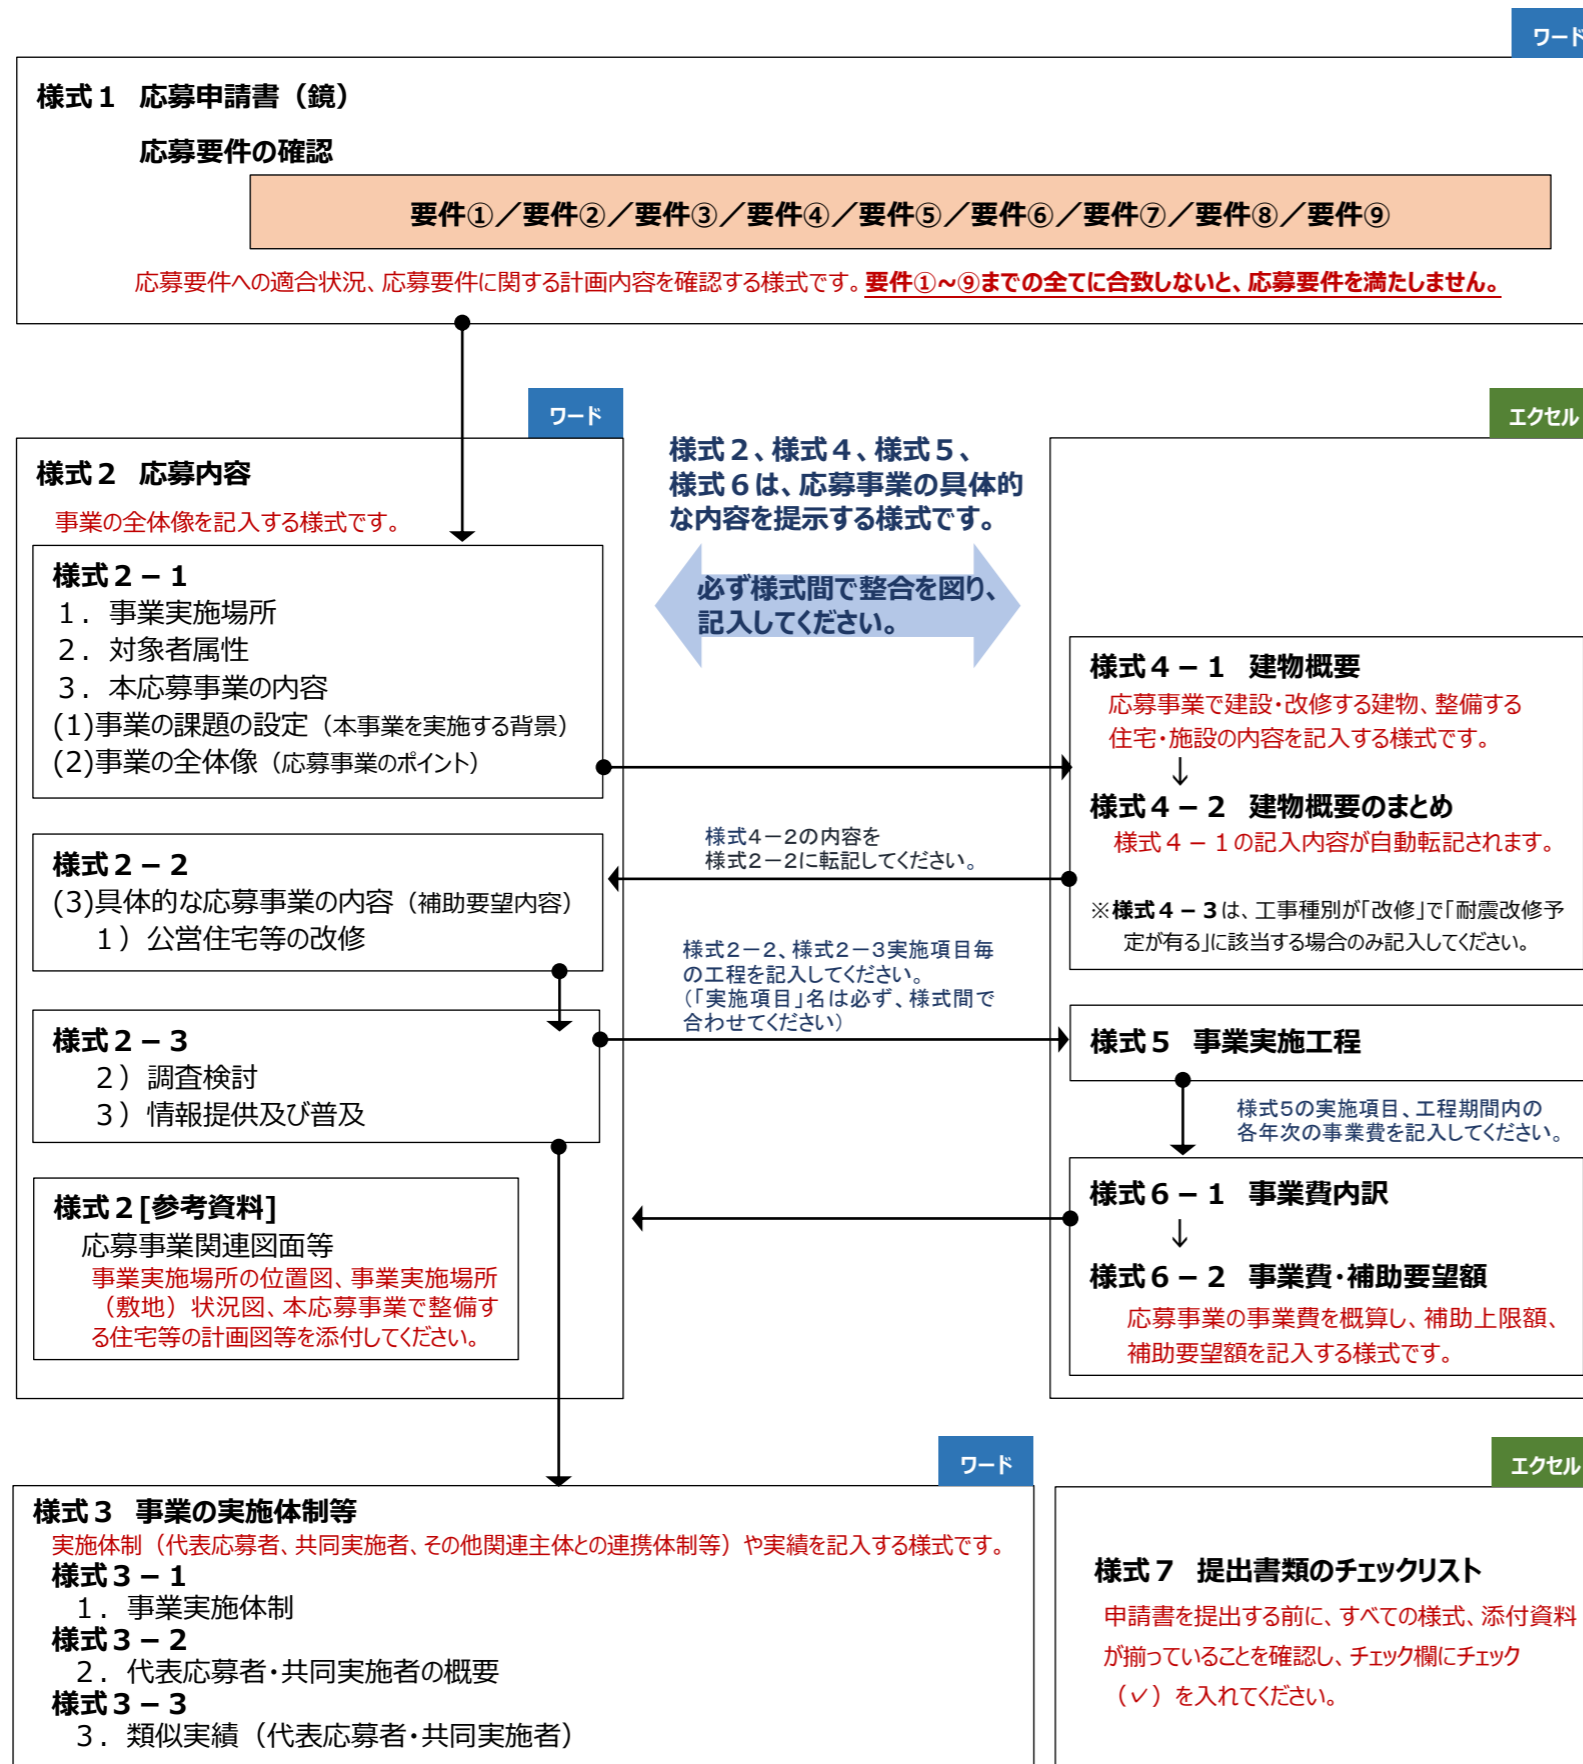 ワード
様式１ 応募申請書（鏡）
応募要件の確認
要件①／要件②／要件③／要件④／要件⑤／要件⑥／要件⑦／要件⑧／要件⑨
応募要件への適合状況、応募要件に関する計画内容を確認する様式です。要件①～⑨までの全てに合致しないと、応募要件を満たしません。
ワード
様式２ 応募内容
事業の全体像を記入する様式です。
様式２－１
１．事業実施場所
２．対象者属性
３．本応募事業の内容
(1)事業の課題の設定（本事業を実施する背景）
(2)事業の全体像（応募事業のポイント）
様式２－２
(3)具体的な応募事業の内容（補助要望内容）
１）公営住宅等の改修
様式２－３
２）調査検討
３）情報提供及び普及
様式２[参考資料]
応募事業関連図面等
事業実施場所の位置図、事業実施場所
（敷地）状況図、本応募事業で整備す
る住宅等の計画図等を添付してください。
様式２、様式４、様式５、
様式６は、応募事業の具体的
な内容を提示する様式です。
必ず様式間で整合を図り、
記入してください。
様式４－２の内容を
様式２－２に転記してください。
様式２－２、様式２－３実施項目毎
の工程を記入してください。
（「実施項目」名は必ず、様式間で
合わせてください）
エクセル
様式４－１ 建物概要
応募事業で建設・改修する建物、整備する
住宅・施設の内容を記入する様式です。
↓
様式４－２ 建物概要のまとめ
様式４－１の記入内容が自動転記されます。
※様式４－３は、工事種別が「改修」で「耐震改修予
定が有る」に該当する場合のみ記入してください。
様式５ 事業実施工程
様式５の実施項目、工程期間内の
各年次の事業費を記入してください。
様式６－１ 事業費内訳
↓
様式６－２ 事業費・補助要望額
応募事業の事業費を概算し、補助上限額、
補助要望額を記入する様式です。
ワード
様式３ 事業の実施体制等
実施体制（代表応募者、共同実施者、その他関連主体との連携体制等）や実績を記入する様式です。
様式３－１
１．事業実施体制
様式３－２
２．代表応募者・共同実施者の概要
様式３－３
３．類似実績（代表応募者・共同実施者）
エクセル
様式７ 提出書類のチェックリスト
申請書を提出する前に、すべての様式、添付資料
が揃っていることを確認し、チェック欄にチェック
（✓）を入れてください。